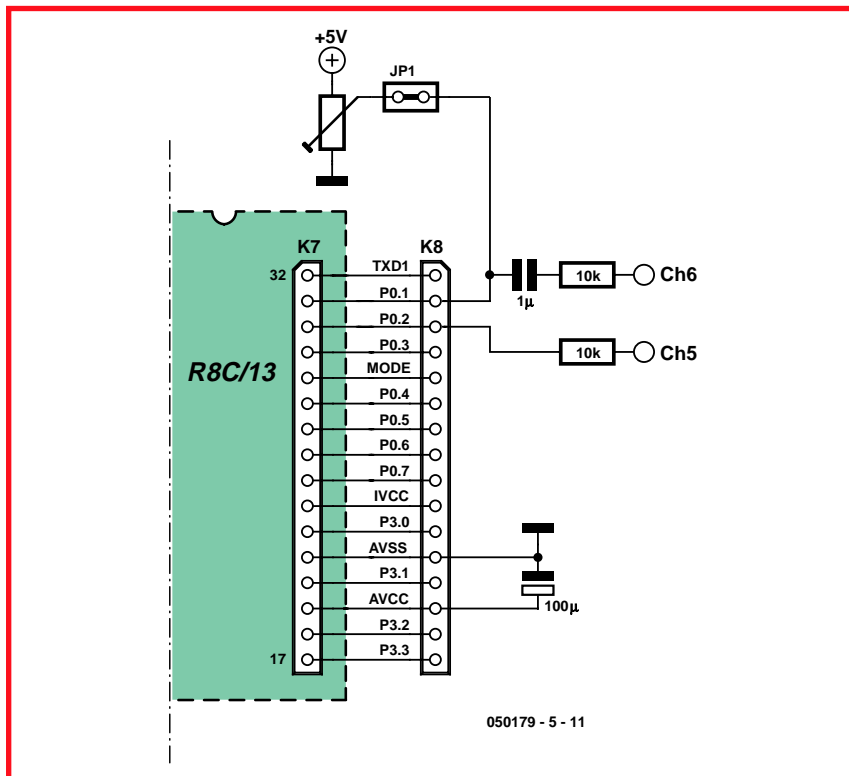 +5V
JP1
K7
K8
32
TXD1
P0.1
P0.2
P0.3
MODE
P0.4
P0.5
P0.6
P0.7
IVCC
P3.0
AVSS
P3.1
AVCC
P3.2
17
P3.3
R8C/13
1µ
10k
Ch6
10k
Ch5
100µ
050179 - 5 - 11